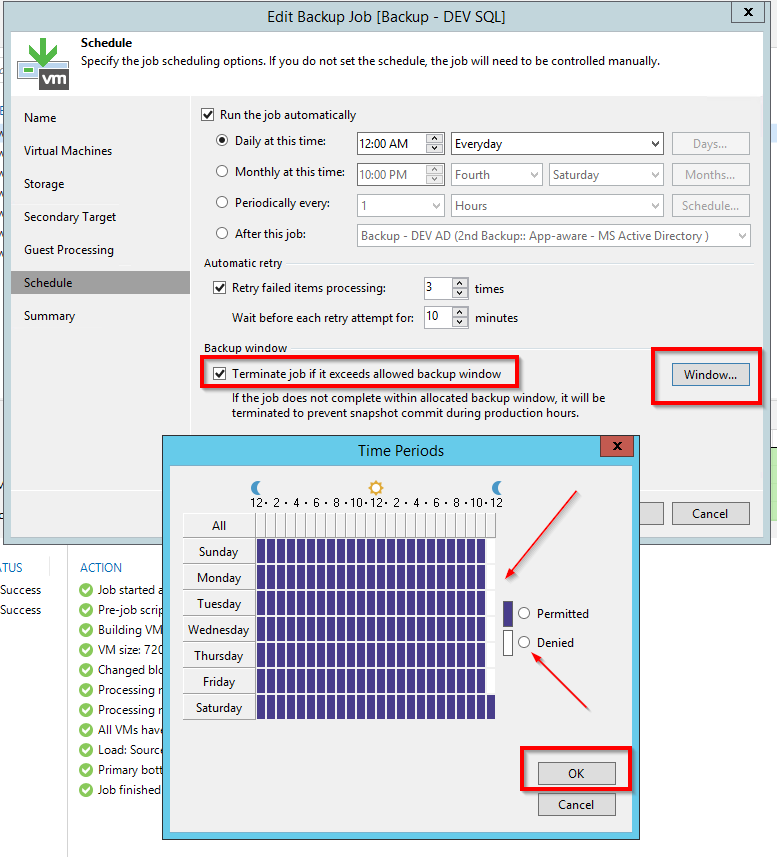 Edit Backup Job [Backup - DEV SQL]
X
Schedule
Specify the job scheduling options. If you do not set the schedule, the job will need to be controlled manually.
vm
Name
Virtual Machines
Storage
Secondary Target
Guest Processing
Schedule
Summary
Run the job automatically
Daily at this time: 12:00 AM Everyday Days...
Monthly at this time: 10:00 PM Fourth Saturday Months...
Periodically every: 1 Hours Schedule...
After this job: Backup - DEV AD (2nd Backup:: App-aware - MS Active Directory )
Automatic retry
Retry failed items processing: 3 times
Wait before each retry attempt for: 10 minutes
Backup window
Terminate job if it exceeds allowed backup window Window...
If the job does not complete within allocated backup window, it will be
terminated to prevent snapshot commit during production hours.
Cancel
Time Periods
X
12 · 2 · 4 · 6 · 8 · 10 · 12 · 2 · 4 · 6 · 8 · 10 · 12
All
Sunday
Monday
Tuesday
Wednesday
Thursday
Friday
Saturday
Permitted
Denied
OK
Cancel
TUS ACTION
Success Job started a
Success Pre-job scrip
Building VM
VM size: 720
Changed blo
Processing
Processing
All VMs have
Load: Sourc
Primary bott
Job finished